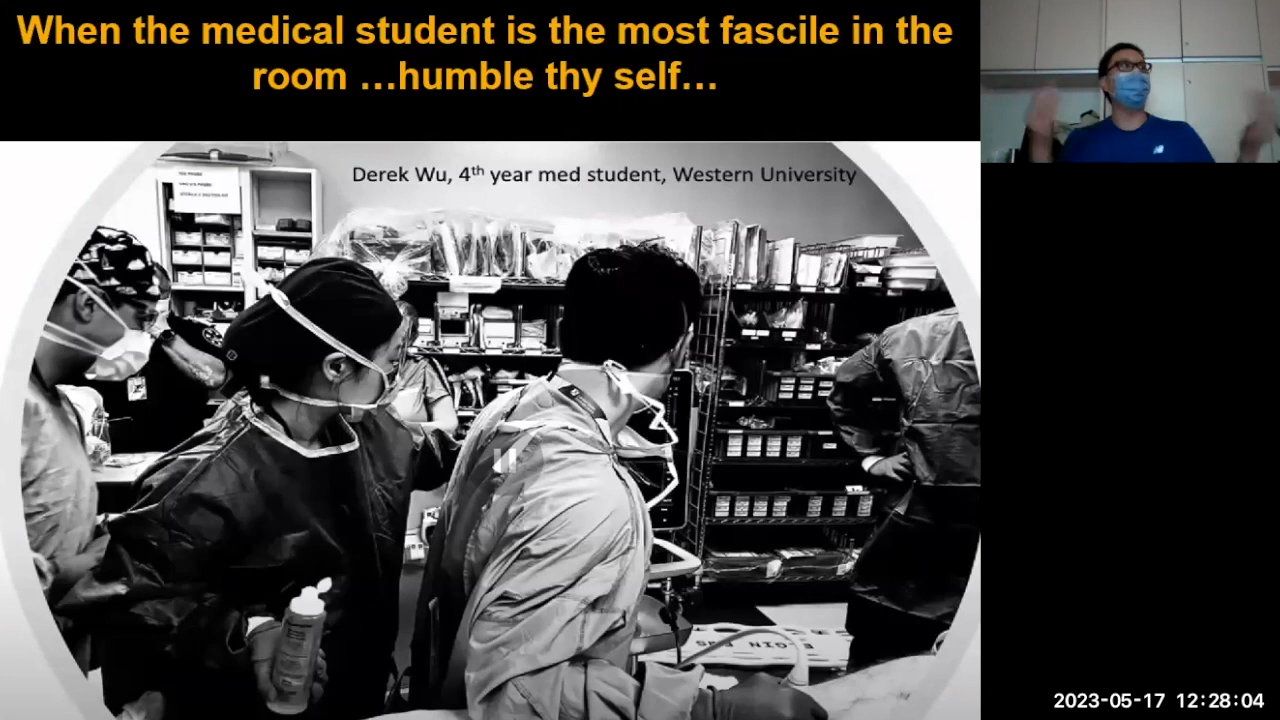 When the medical student is the most fascile in the
room …humble thy self…
Derek Wu, 4th year med student, Western University
2023-05-17 12:28:04